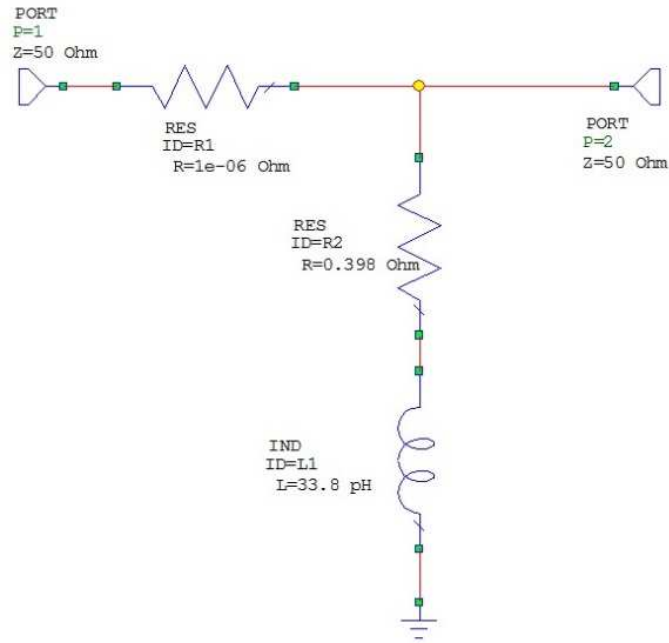 PORT
P=1
Z=50 Ohm
RES
ID=R1
R=1e-06 Ohm
PORT
P=2
Z=50 Ohm
RES
ID=R2
R=0.398 Ohm
IND
ID=L1
L=33.8 pH